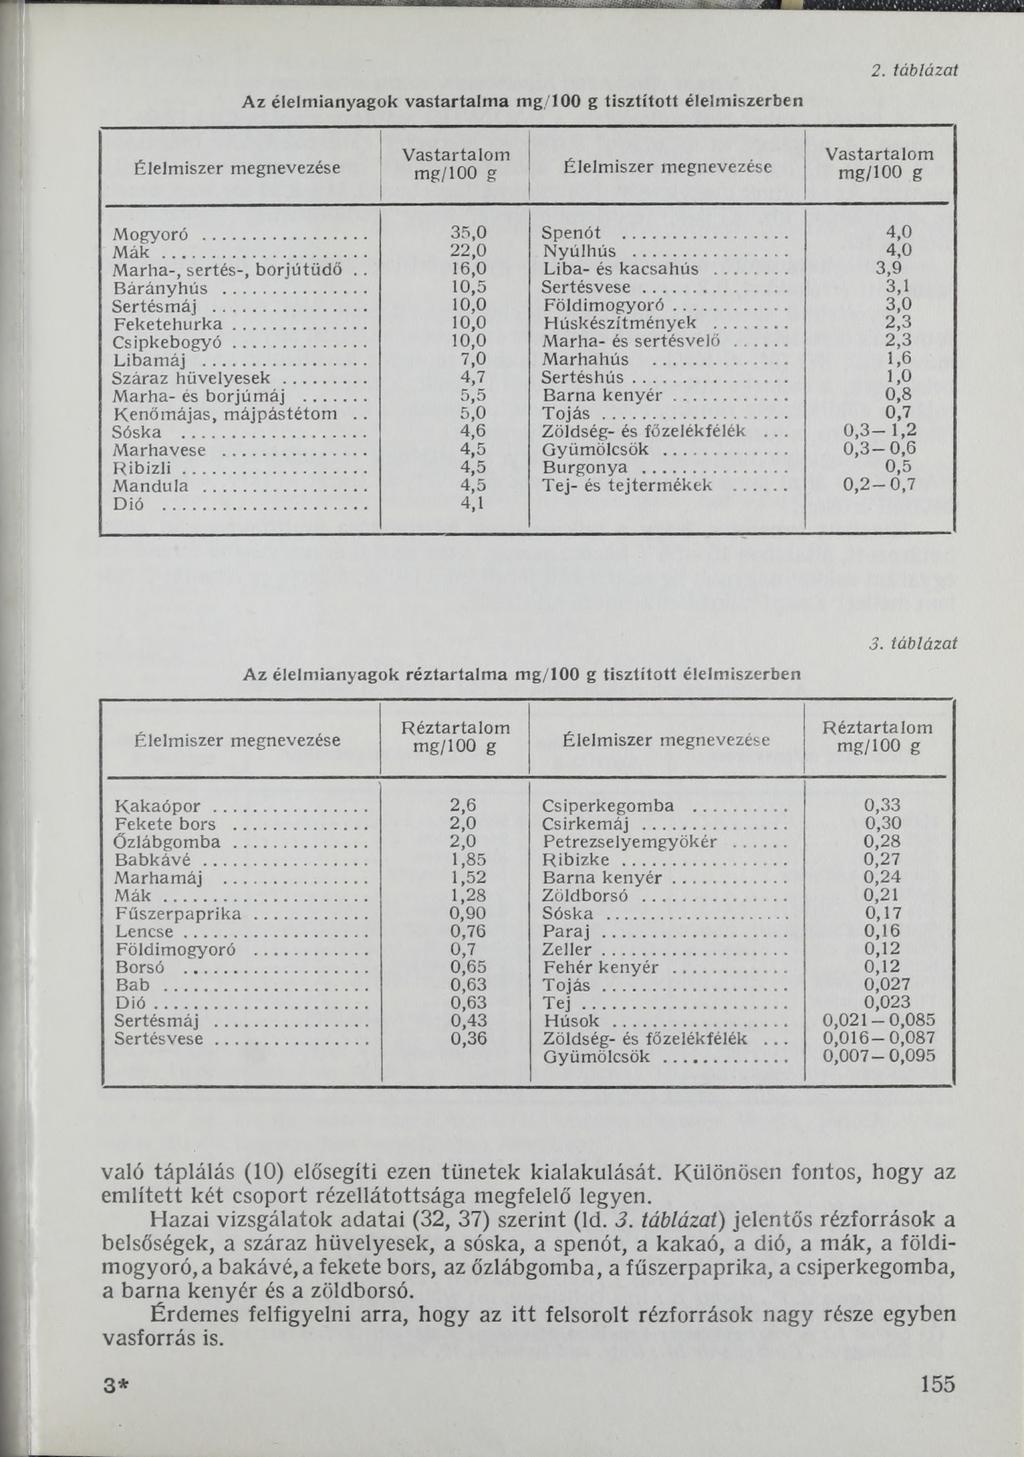 2. táblázat
Az élelmianyagok vastartalma mg/100 g tisztított élelmiszerben
Élelmiszer megnevezése Vastartalom mg/100 g Élelmiszer megnevezése Vastartalom mg/100 g
Mogyoró .................. 35,0 Spenót ................ 4,0
Mák ...................... 22,0 Nyúlhús ............... 4,0
Marha-, sertés-, borjútüdő .. 16,0 Liba- és kacsahús ........ 3,9
Bárányhús ................ 10,5 Sertésvese .............. 3,1
Sertésmáj ................ 10,0 Földimogyoró ............ 3,0
Feketehurka .............. 10,0 Húskészítmények ........ 2,3
Csipkebogyó .............. 10,0 Marha- és sertésvelő ...... 2,3
Libamáj ................. 7,0 Marhahús .............. 1,6
Száraz hüvelyesek ......... 4,7 Sertéshús ................ 1,0
Marha- és borjúmáj ....... 5,5 Barna kenyér ............ 0,8
Kenőmájas, májpástétom .. 5,0 Tojás ................... 0,7
Sóska ................... 4,6 Zöldség- és főzelékfélék ... 0,3— 1,2
Marhavese ............... 4,5 Gyümölcsök ............. 0,3— 0,6
Ribizli ................... 4,5 Burgonya ............... 0,5
Mandula ................. 4,5 Tej- és tejtermékek ...... 0,2— 0,7
Dió ..................... 4,1
3. táblázat
Az élelmianyagok réztartalma mg/100 g tisztított élelmiszerben
Élelmiszer megnevezése Réztartalom mg/100 g Élelmiszer megnevezése Réztartalom mg/100 g
Kakaópor ................ 2,6 Csiperkegomba .......... 0,33
Fekete bors .............. 2,0 Csirkemáj ............... 0,30
Őzlábgomba .............. 2,0 Petrezselyemgyökér ...... 0,28
Babkávé ................. 1,85 Ribizke ................. 0,27
Marhamáj ............... 1,52 Barna kenyér ............ 0,24
Mák ..................... 1,28 Zöldborsó ............... 0,21
Fűszerpaprika ............ 0,90 Sóska ................... 0,17
Lencse ................... 0,76 Paraj ................... 0,16
Földimogyoró ............ 0,7 Zeller ................... 0,12
Borsó ................... 0,65 Fehér kenyér ............ 0,12
Bab ..................... 0,63 Tojás ................... 0,027
Dió ...................... 0,63 Tej ..................... 0,023
Sertésmáj ................ 0,43 Húsok .................. 0,021 — 0,085
Sertésvese ................ 0,36 Zöldség- és főzelékfélék ... 0,016— 0,087
Gyümölcsök ............. 0,007— 0,095
való táplálás (10) elősegíti ezen tünetek kialakulását. Különösen fontos, hogy az
említett két csoport rézellátottsága megfelelő legyen.
Hazai vizsgálatok adatai (32, 37) szerint (ld. 3. táblázat) jelentős rézforrások a
belsőségek, a száraz hüvelyesek, a sóska, a spenót, a kakaó, a dió, a mák, a földi-
mogyoró, a bakávé, a fekete bors, az őzlábgomba, a fűszerpaprika, a csiperkegomba,
a barna kenyér és a zöldborsó.
Érdemes felfigyelni arra, hogy az itt felsorolt rézforrások nagy része egyben
vasforrás is.
3* 155